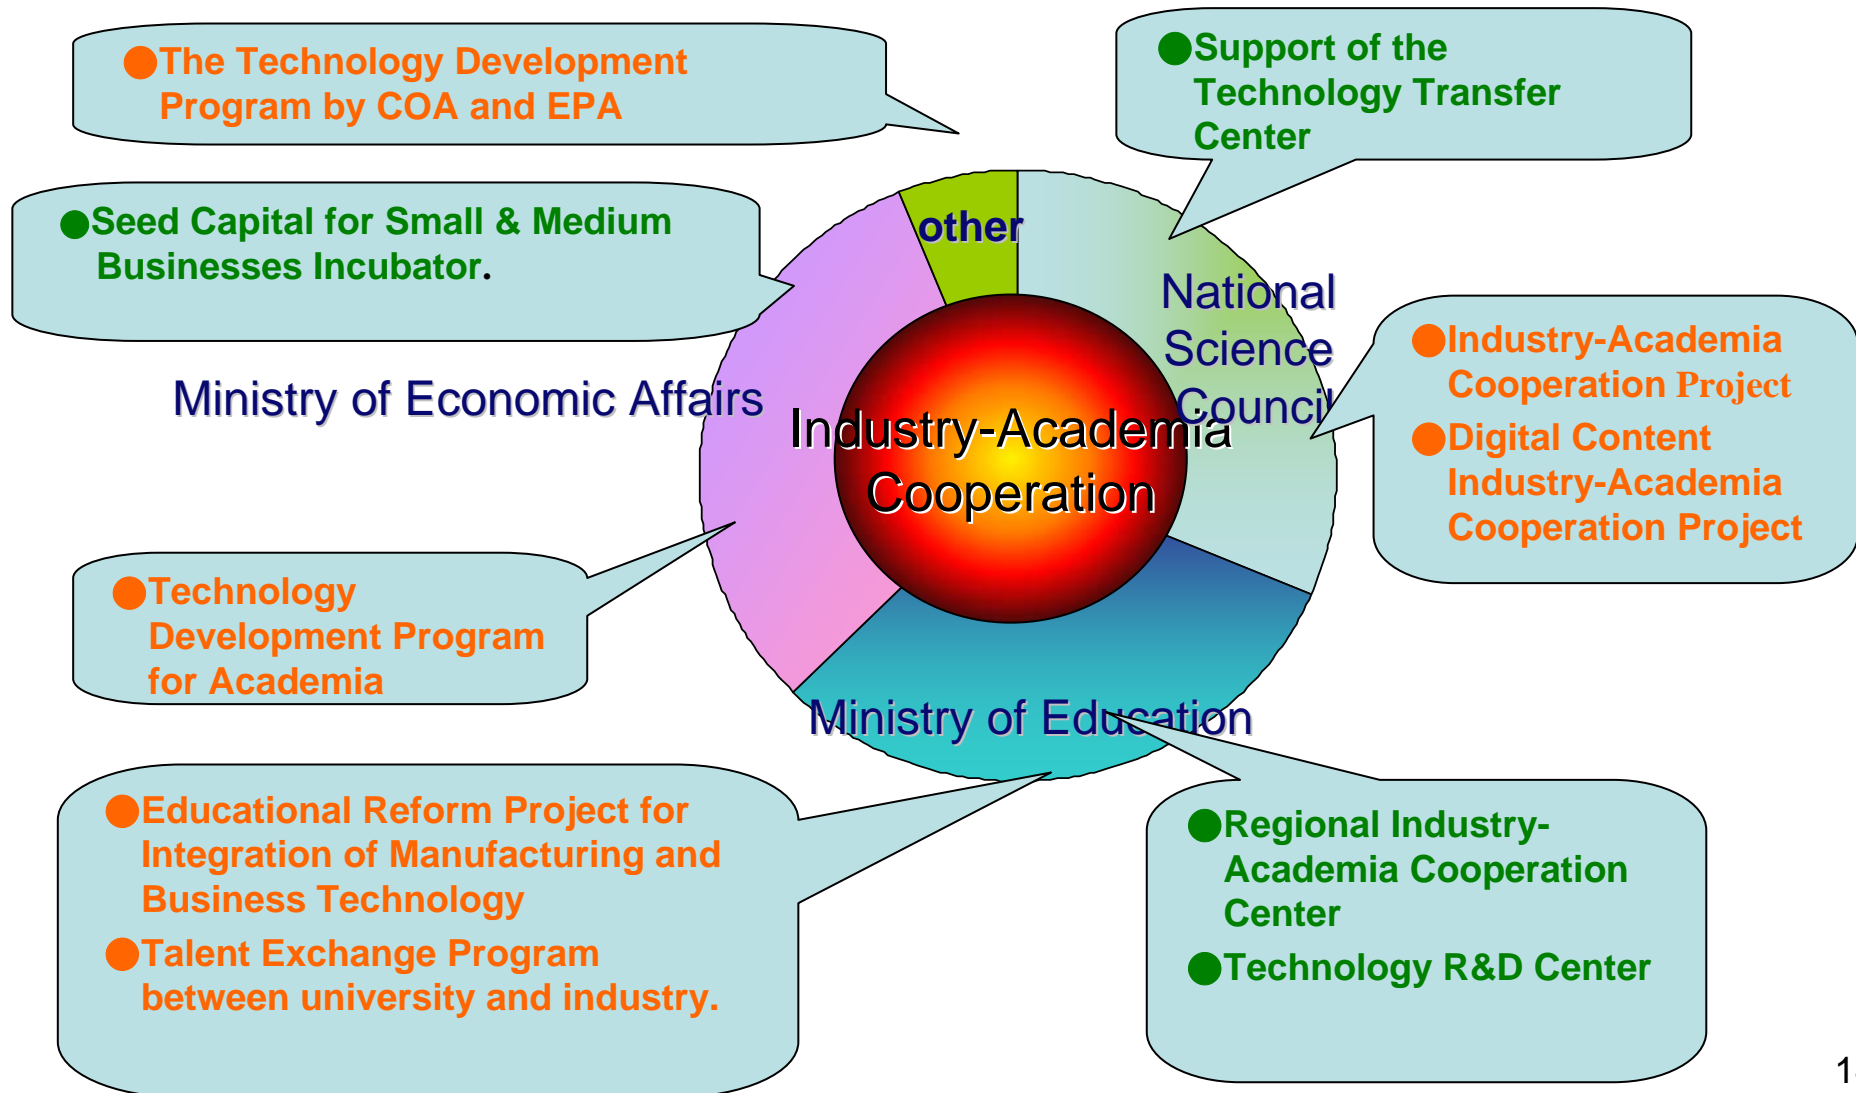 ●The Technology Development
Program by COA and EPA
●Support of the
Technology Transfer
Center
●Seed Capital for Small & Medium
Businesses Incubator.
other
National
Science
Council
Ministry of Economic Affairs
Industry-Academia
Cooperation
●Industry-Academia
Cooperation Project
●Digital Content
Industry-Academia
Cooperation Project
●Technology
Development Program
for Academia
Ministry of Education
●Educational Reform Project for
Integration of Manufacturing and
Business Technology
●Talent Exchange Program
between university and industry.
●Regional Industry-
Academia Cooperation
Center
●Technology R&D Center